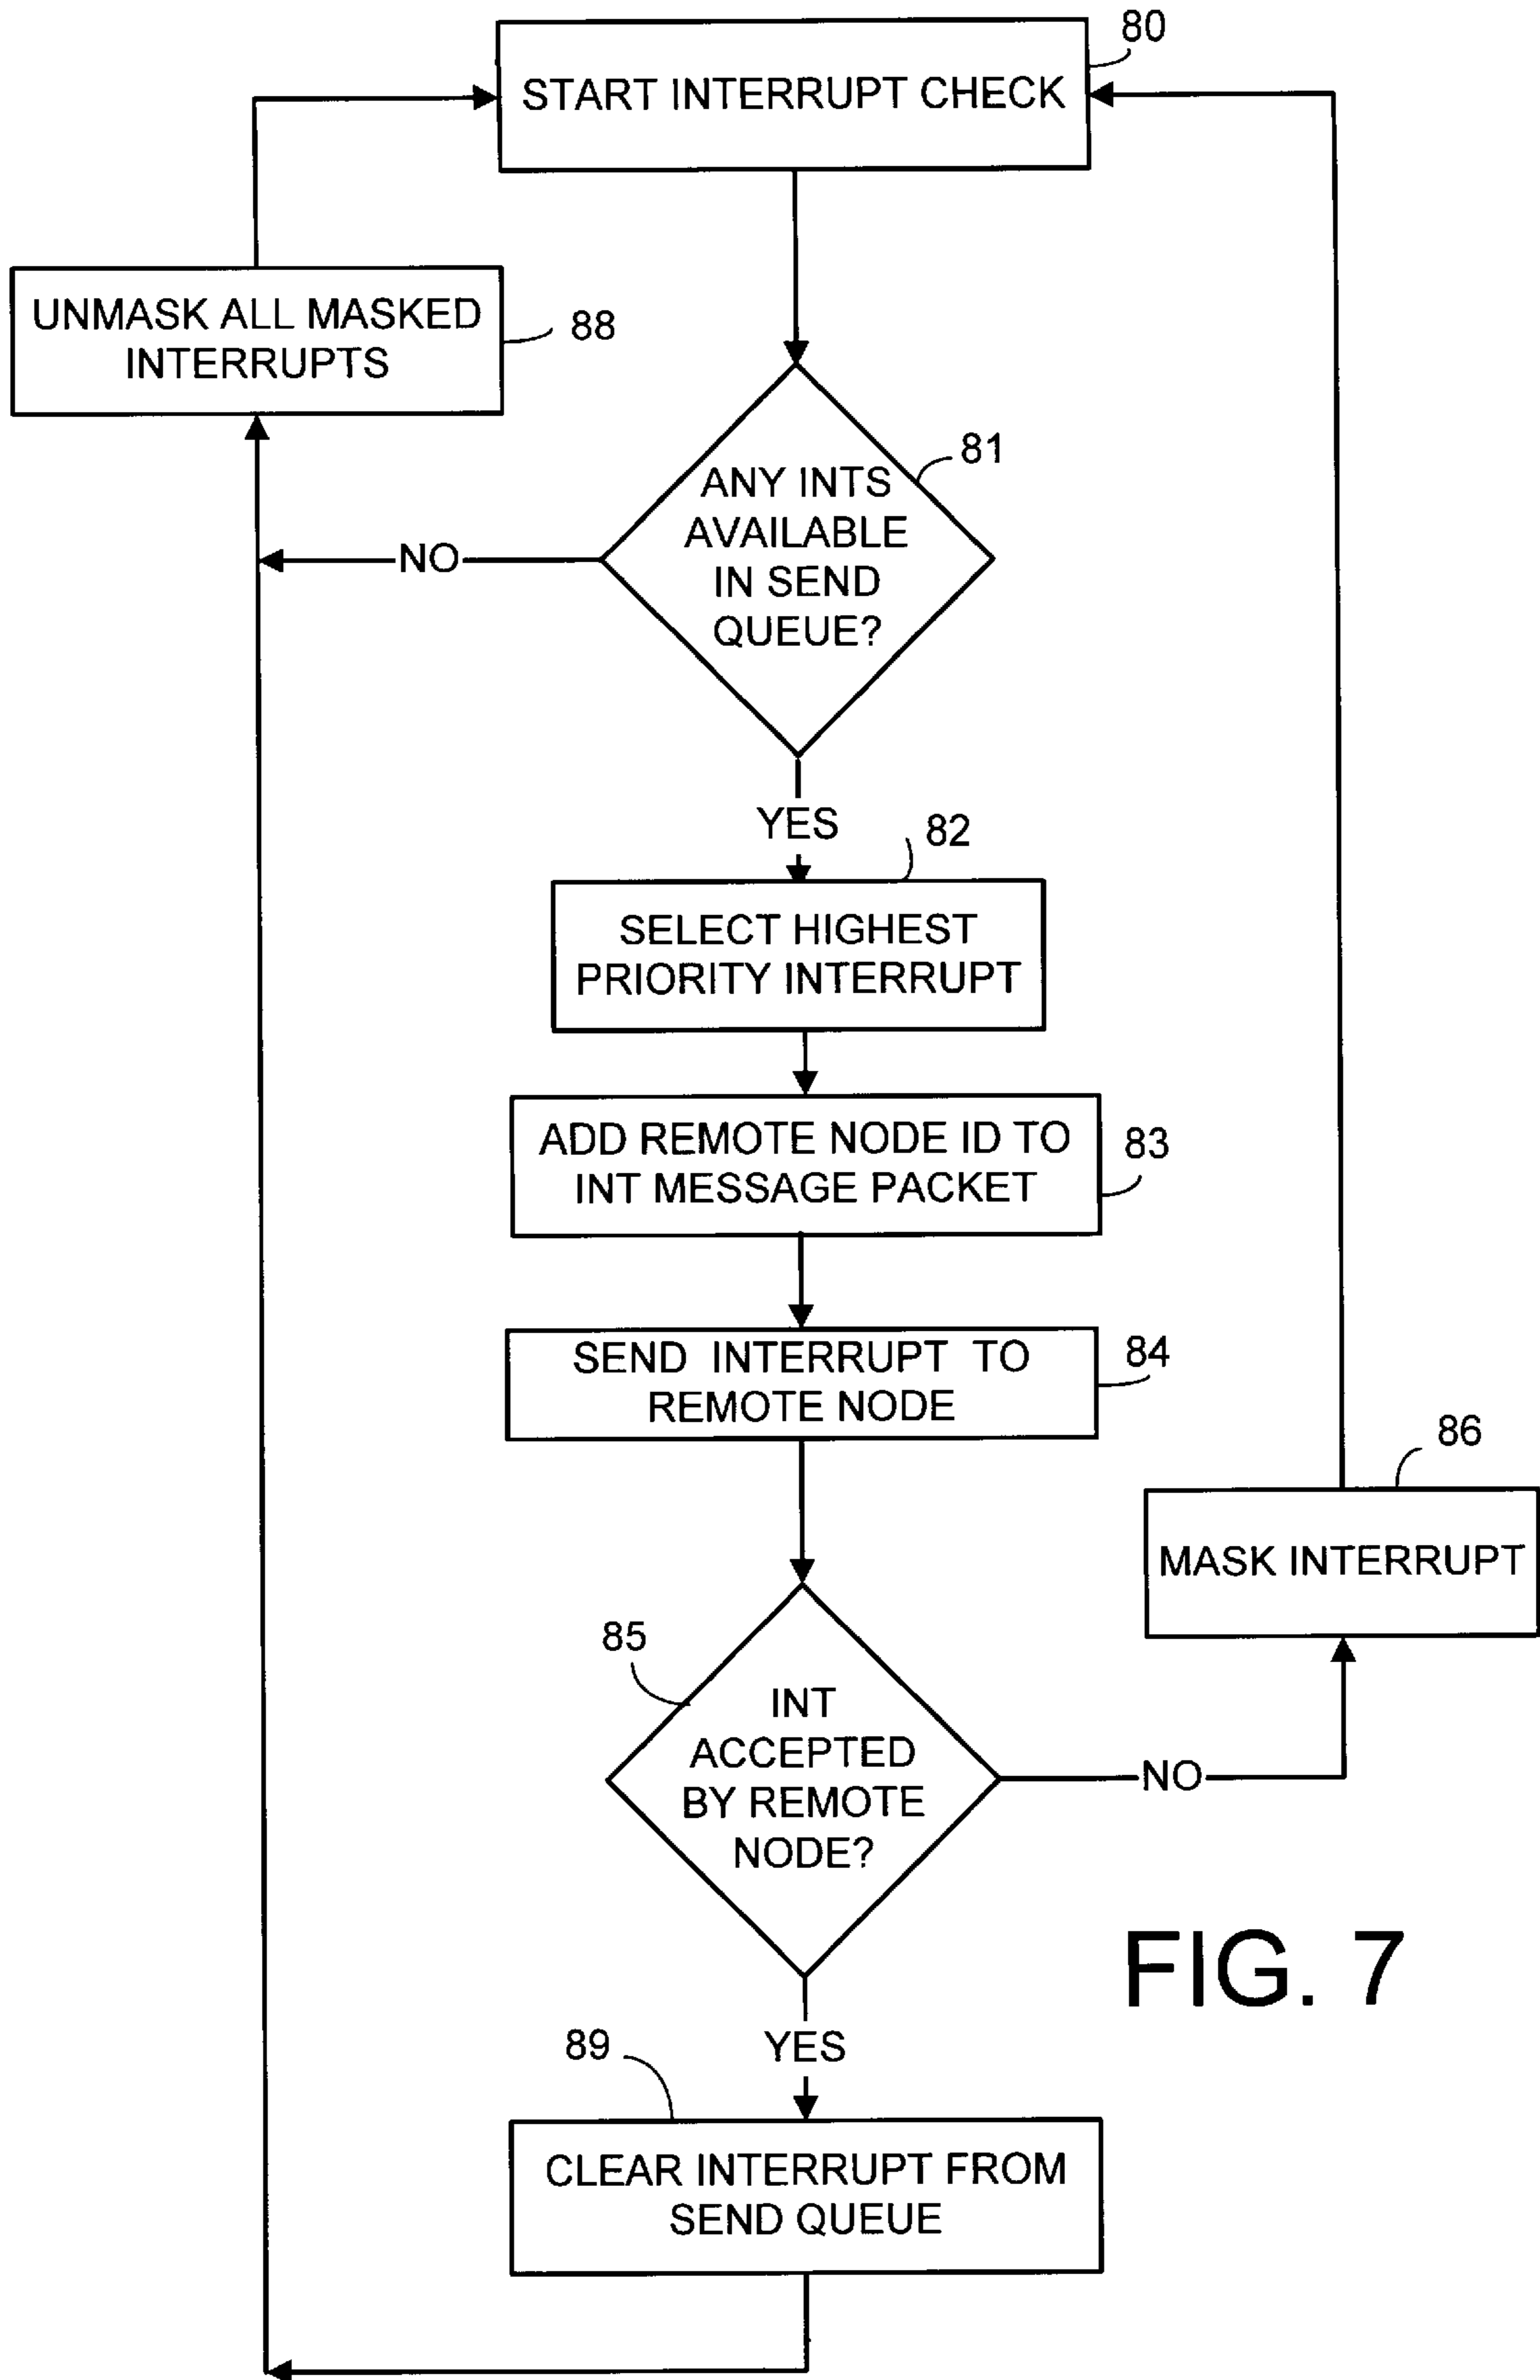 80
START INTERRUPT CHECK
UNMASK ALL MASKED
INTERRUPTS
88
81
ANY INTS
AVAILABLE
IN SEND
QUEUE?
NO
YES
82
SELECT HIGHEST
PRIORITY INTERRUPT
ADD REMOTE NODE ID TO
INT MESSAGE PACKET
83
SEND INTERRUPT TO
REMOTE NODE
84
86
MASK INTERRUPT
85
INT
ACCEPTED
BY REMOTE
NODE?
NO
FIG. 7
YES
89
CLEAR INTERRUPT FROM
SEND QUEUE